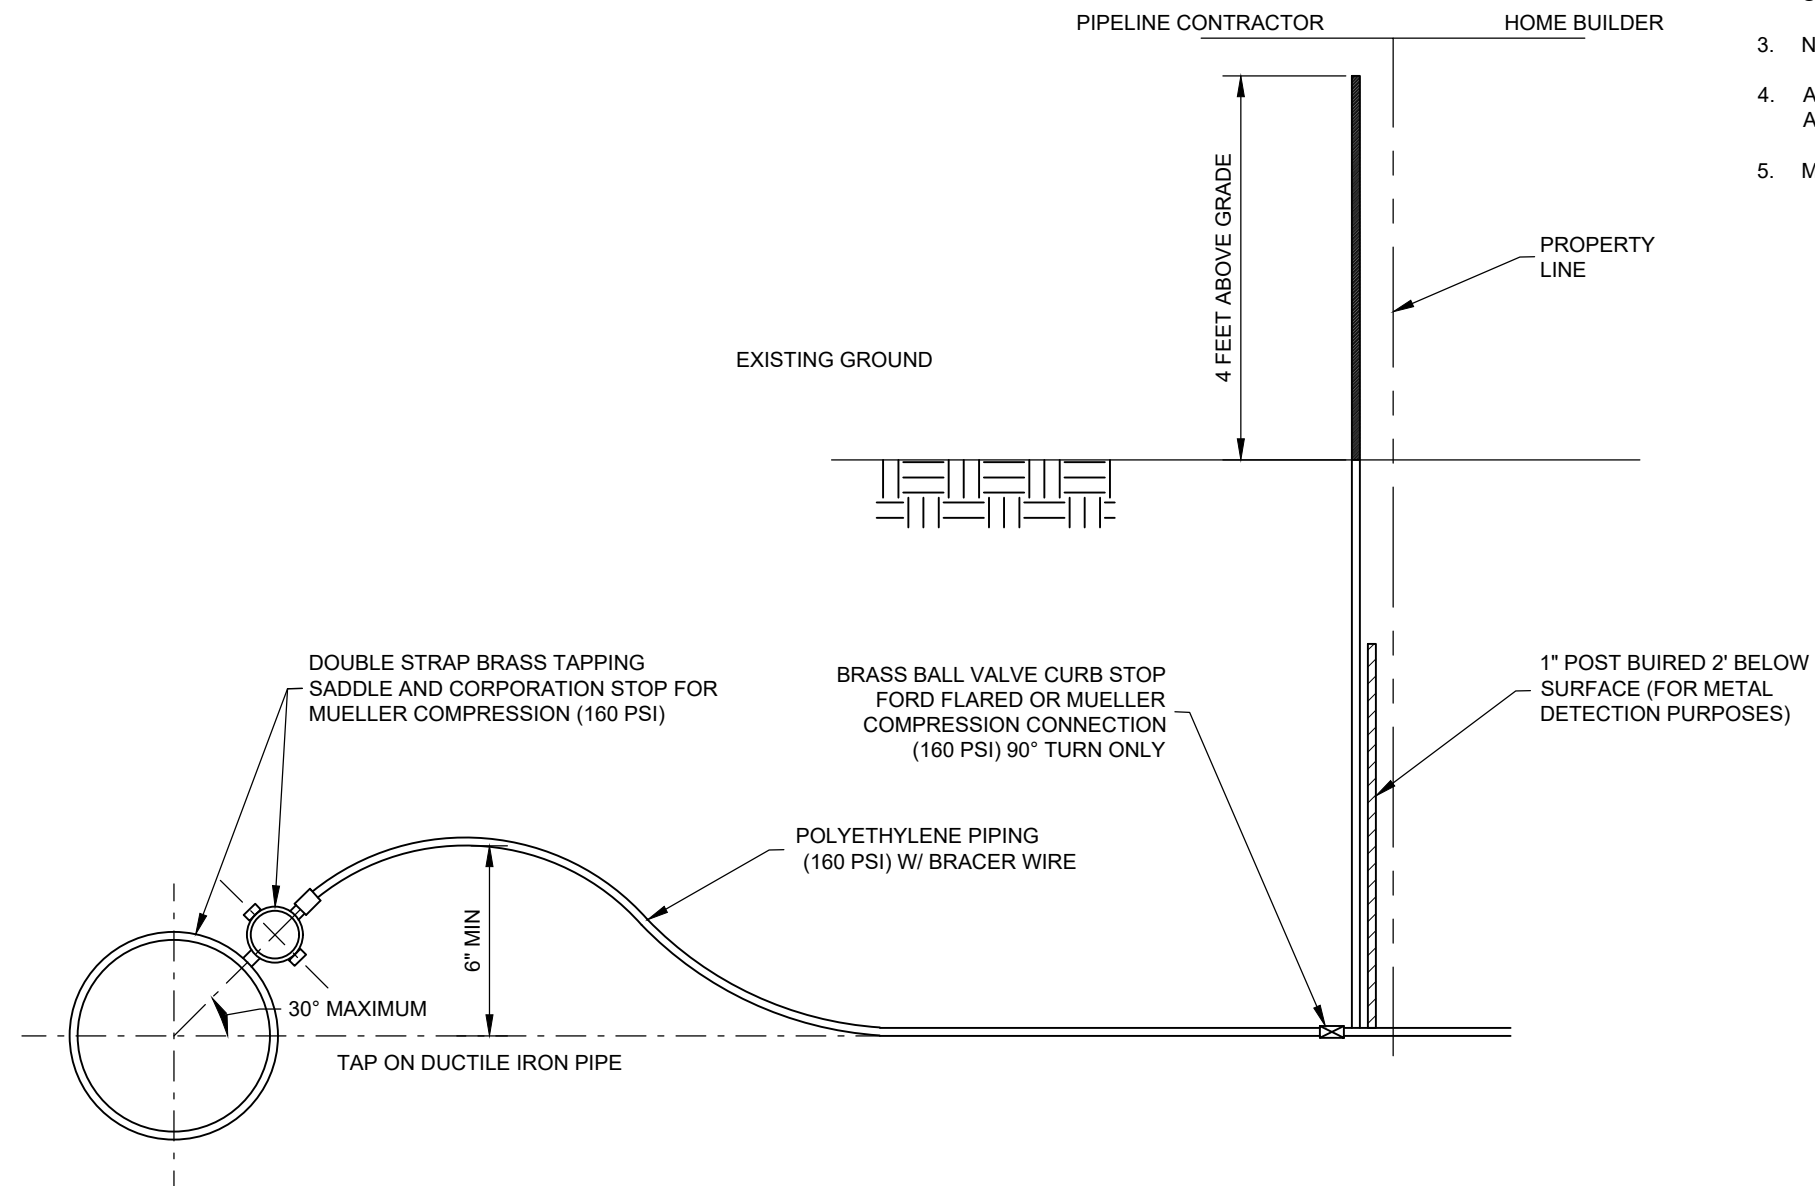 PIPELINE CONTRACTOR
HOME BUILDER
3. N
4. A
A
5. M
4 FEET ABOVE GRADE
PROPERTY
LINE
EXISTING GROUND
DOUBLE STRAP BRASS TAPPING
SADDLE AND CORPORATION STOP FOR
MUELLER COMPRESSION (160 PSI)
BRASS BALL VALVE CURB STOP
FORD FLARED OR MUELLER
COMPRESSION CONNECTION
(160 PSI) 90° TURN ONLY
1" POST BUIRED 2' BELOW
SURFACE (FOR METAL
DETECTION PURPOSES)
POLYETHYLENE PIPING
(160 PSI) W/ BRACER WIRE
6" MIN
30° MAXIMUM
TAP ON DUCTILE IRON PIPE